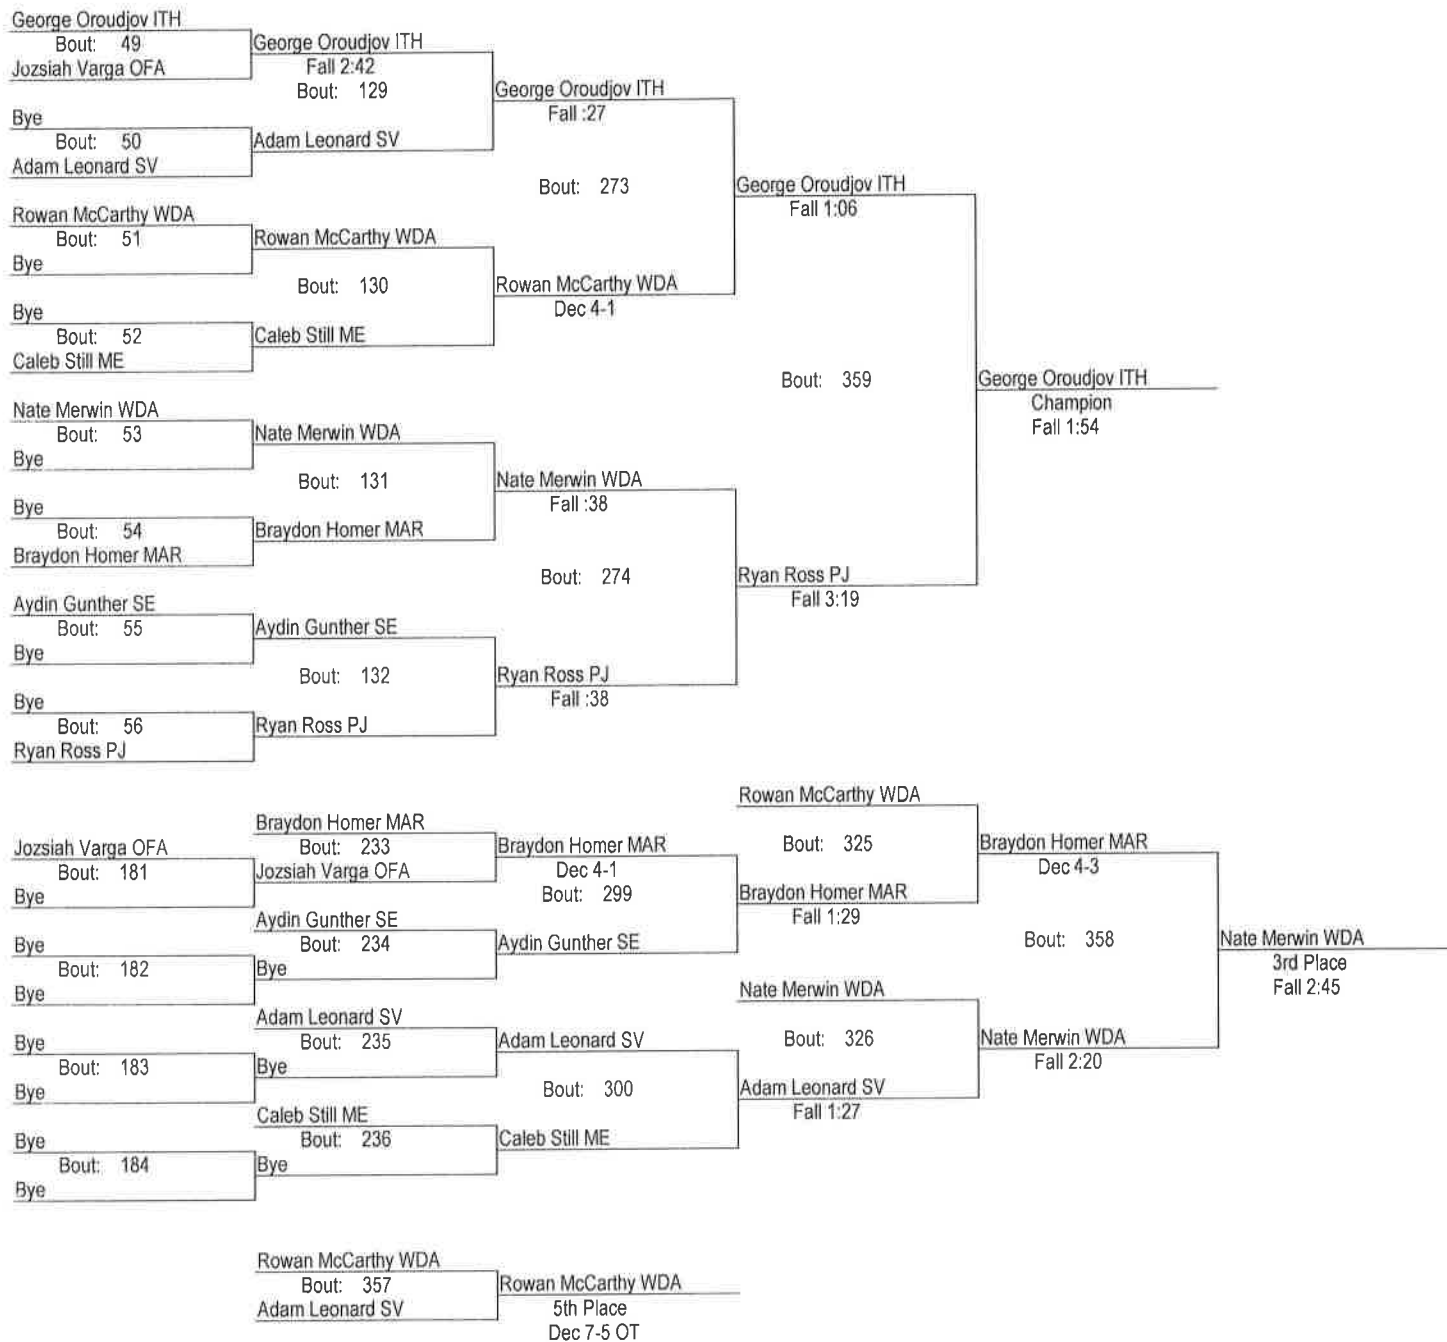 George Oroudjov ITH
Bout: 49
Jozsiah Varga OFA
George Oroudjov ITH
Fall 2:42
Bout: 129
Bye
Bout: 50
Adam Leonard SV
Adam Leonard SV
George Oroudjov ITH
Fall :27
Bout: 273
Rowan McCarthy WDA
Bout: 51
Bye
Rowan McCarthy WDA
Bout: 130
Bye
Bout: 52
Caleb Still ME
Caleb Still ME
Rowan McCarthy WDA
Dec 4-1
George Oroudjov ITH
Fall 1:06
Bout: 359
George Oroudjov ITH
Champion
Fall 1:54
Nate Merwin WDA
Bout: 53
Bye
Nate Merwin WDA
Bout: 131
Bye
Bout: 54
Braydon Homer MAR
Braydon Homer MAR
Nate Merwin WDA
Fall :38
Bout: 274
Aydin Gunther SE
Bout: 55
Bye
Aydin Gunther SE
Bout: 132
Bye
Bout: 56
Ryan Ross PJ
Ryan Ross PJ
Ryan Ross PJ
Fall :38
Ryan Ross PJ
Fall 3:19
Jozsiah Varga OFA
Bout: 181
Bye
Braydon Homer MAR
Bout: 233
Jozsiah Varga OFA
Braydon Homer MAR
Dec 4-1
Bout: 299
Bye
Bout: 182
Bye
Aydin Gunther SE
Bout: 234
Bye
Aydin Gunther SE
Rowan McCarthy WDA
Bout: 325
Braydon Homer MAR
Fall 1:29
Braydon Homer MAR
Dec 4-3
Bout: 358
Bye
Bout: 183
Bye
Adam Leonard SV
Bout: 235
Bye
Adam Leonard SV
Bout: 300
Bye
Bout: 184
Bye
Caleb Still ME
Bout: 236
Bye
Caleb Still ME
Nate Merwin WDA
Bout: 326
Adam Leonard SV
Fall 1:27
Nate Merwin WDA
Fall 2:20
Nate Merwin WDA
3rd Place
Fall 2:45
Rowan McCarthy WDA
Bout: 357
Adam Leonard SV
Rowan McCarthy WDA
5th Place
Dec 7-5 OT